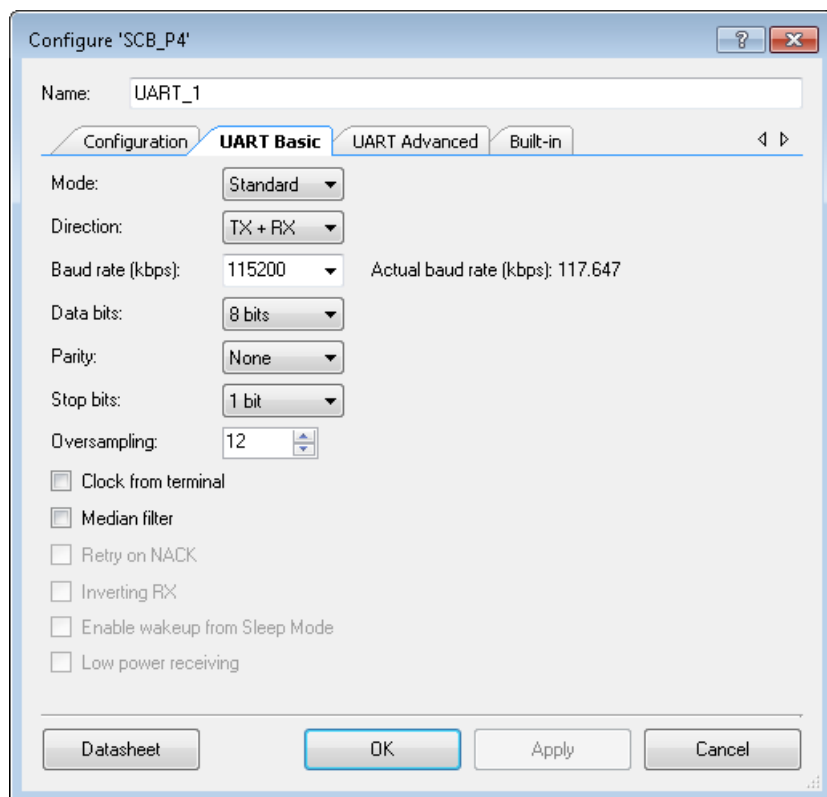 Configure 'SCB_P4'
Name: UART_1
Configuration UART Basic UART Advanced Built-in
Mode: Standard
Direction: TX + RX
Baud rate (kbps): 115200 Actual baud rate (kbps): 117.647
Data bits: 8 bits
Parity: None
Stop bits: 1 bit
Oversampling: 12
Clock from terminal
Median filter
Retry on NACK
Inverting RX
Enable wakeup from Sleep Mode
Low power receiving
Datasheet OK Apply Cancel